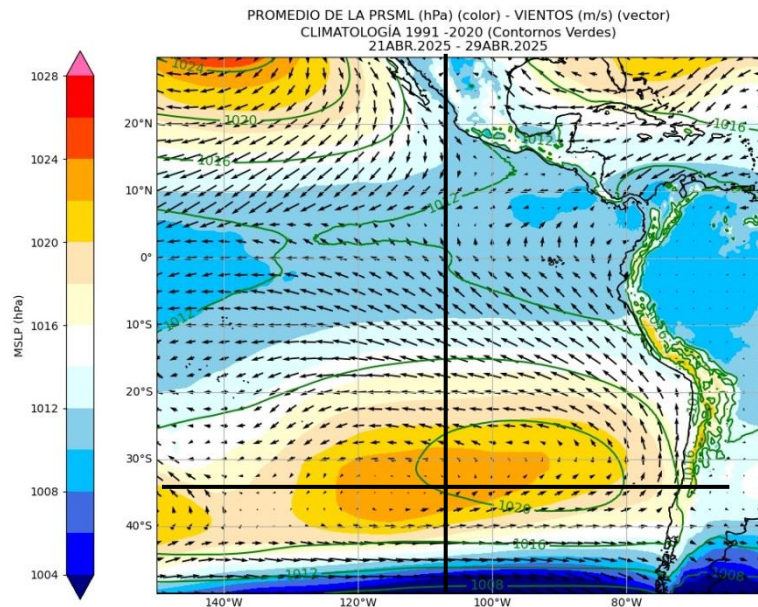 PROMEDIO DE LA PRSML (hPa) (color) - VIENTOS (m/s) (vector)
CLIMATOLOGÍA 1991 -2020 (Contornos Verdes)
21ABR.2025 - 29ABR.2025
MSLP (hPa)
1028
1024
1020
1016
1012
1008
1004
20°N
10°N
0°
10°S
20°S
30°S
40°S
140°W
120°W
100°W
80°W
1024
1020
1016
1016
1012
1012
1012
1020
1016
1012
1008
1008